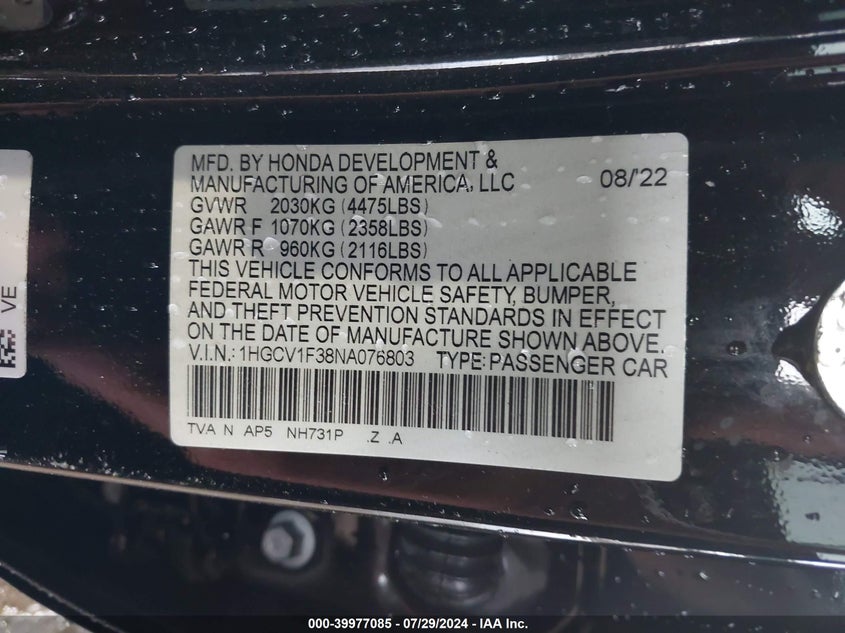 MFD. BY HONDA DEVELOPMENT &
MANUFACTURING OF AMERICA, LLC 08/'22
GVWR 2030KG (4475LBS)
GAWR F 1070KG (2358LBS)
GAWR R 960KG (2116LBS)
THIS VEHICLE CONFORMS TO ALL APPLICABLE
FEDERAL MOTOR VEHICLE SAFETY, BUMPER,
AND THEFT PREVENTION STANDARDS IN EFFECT
ON THE DATE OF MANUFACTURE SHOWN ABOVE.
V.I.N.: 1HGCV1F38NA076803 TYPE: PASSENGER CAR
TVA N AP5 NH731P .Z .A
VE
000-39977085 - 07/29/2024 - IAA Inc.